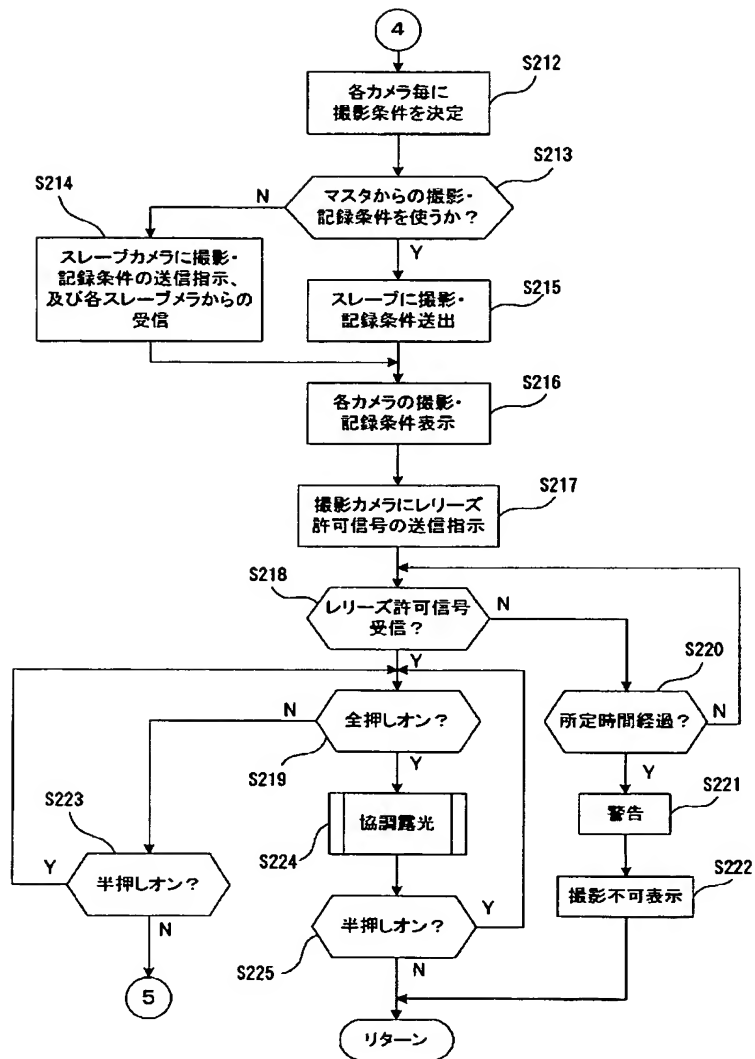 4
S212
各カメラ毎に
撮影条件を決定
S213
マスタからの撮影・
記録条件を使うか?
N
Y
S214
スレーブカメラに撮影・
記録条件の送信指示、
及び各スレーブメラからの
受信
S215
スレーブに撮影・
記録条件送出
S216
各カメラの撮影・
記録条件表示
S217
撮影カメラにレリーズ
許可信号の送信指示
S218
レリーズ許可信号
受信?
N
Y
S220
所定時間経過?
N
Y
S219
全押しオン?
N
Y
S221
警告
S223
半押しオン?
Y
N
S224
協調露光
S222
撮影不可表示
S225
半押しオン?
Y
N
5
リターン